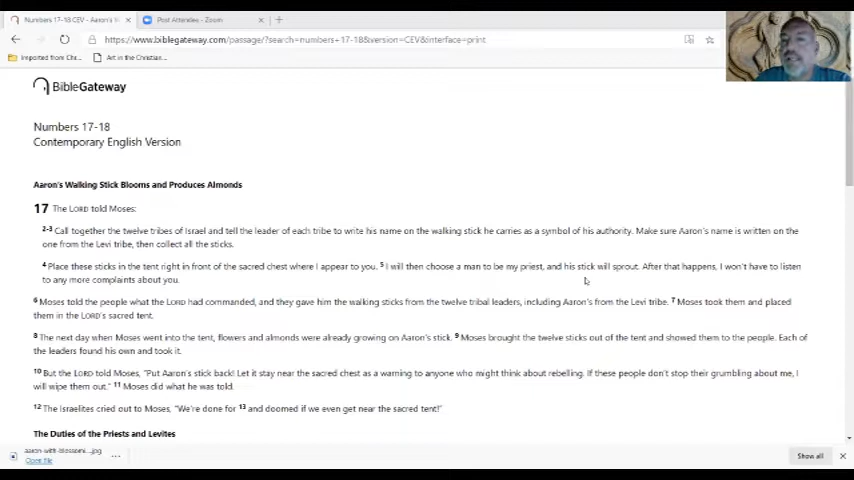 Numbers 17-18 CEV - Aaron's W
Post Attendee - Zoom
https://www.biblegateway.com/passage/?search=numbers+17-18&version=CEV&interface=print
Imported from Chr...
Art in the Christian...
BibleGateway
Numbers 17-18
Contemporary English Version
Aaron's Walking Stick Blooms and Produces Almonds
17 The LORD told Moses:
2-3 Call together the twelve tribes of Israel and tell the leader of each tribe to write his name on the walking stick he carries as a symbol of his authority. Make sure Aaron's name is written on the
one from the Levi tribe, then collect all the sticks.
4 Place these sticks in the tent right in front of the sacred chest where I appear to you. 5 I will then choose a man to be my priest, and his stick will sprout. After that happens, I won't have to listen
to any more complaints about you.
6 Moses told the people what the LORD had commanded, and they gave him the walking sticks from the twelve tribal leaders, including Aaron's from the Levi tribe. 7 Moses took them and placed
them in the LORD's sacred tent.
8 The next day when Moses went into the tent, flowers and almonds were already growing on Aaron's stick. 9 Moses brought the twelve sticks out of the tent and showed them to the people. Each of
the leaders found his own and took it.
10 But the LORD told Moses, "Put Aaron's stick back! Let it stay near the sacred chest as a warning to anyone who might think about rebelling. If these people don't stop their grumbling about me, I
will wipe them out." 11 Moses did what he was told.
12 The Israelites cried out to Moses, "We're done for 13 and doomed if we even get near the sacred tent!"
The Duties of the Priests and Levites
aaron-with-blossomi...jpg
Open file
Show all